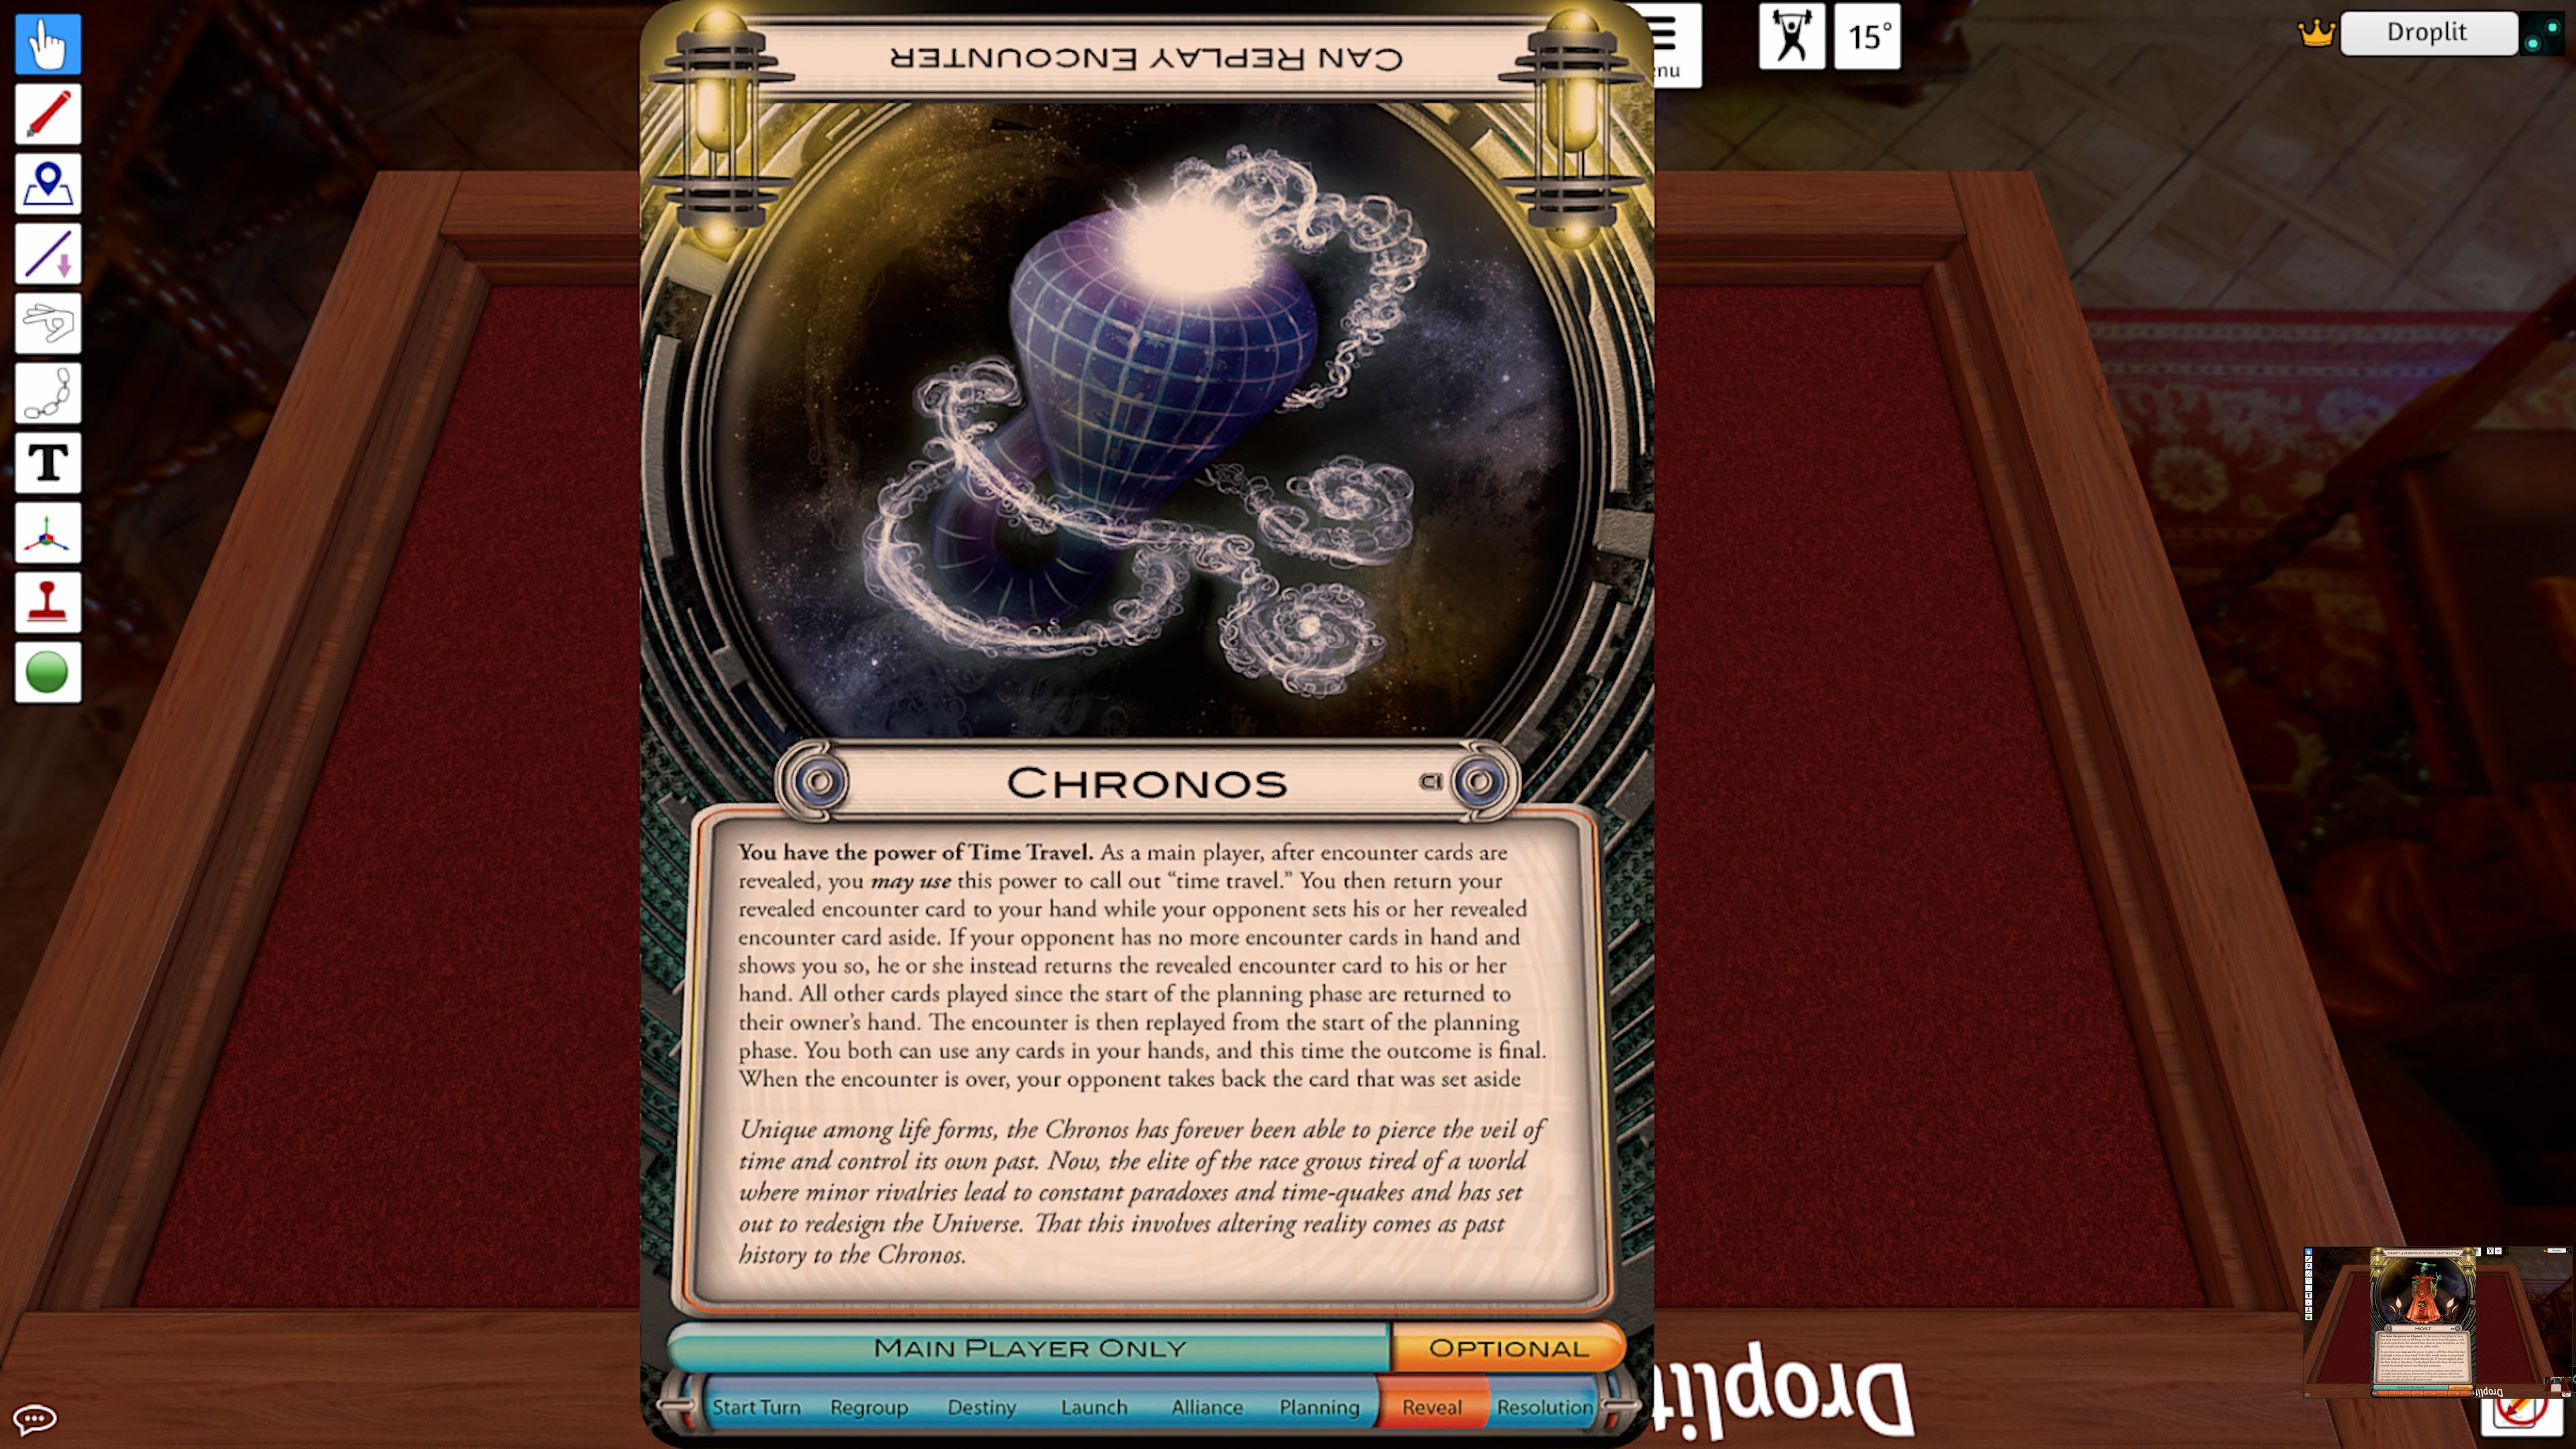 CAN REPLAY ENCOUNTER
nu
15°
Droplit
T
CHRONOS
You have the power of Time Travel. As a main player, after encounter cards are
revealed, you may use this power to call out “time travel.” You then return your
revealed encounter card to your hand while your opponent sets his or her revealed
encounter card aside. If your opponent has no more encounter cards in hand and
shows you so, he or she instead returns the revealed encounter card to his or her
hand. All other cards played since the start of the planning phase are returned to
their owner’s hand. The encounter is then replayed from the start of the planning
phase. You both can use any cards in your hands, and this time the outcome is final.
When the encounter is over, your opponent takes back the card that was set aside
Unique among life forms, the Chronos has forever been able to pierce the veil of
time and control its own past. Now, the elite of the race grows tired of a world
where minor rivalries lead to constant paradoxes and time-quakes and has set
out to redesign the Universe. That this involves altering reality comes as past
history to the Chronos.
MAIN PLAYER ONLY
OPTIONAL
Start Turn Regroup Destiny Launch Alliance Planning Reveal Resolution
Droplit